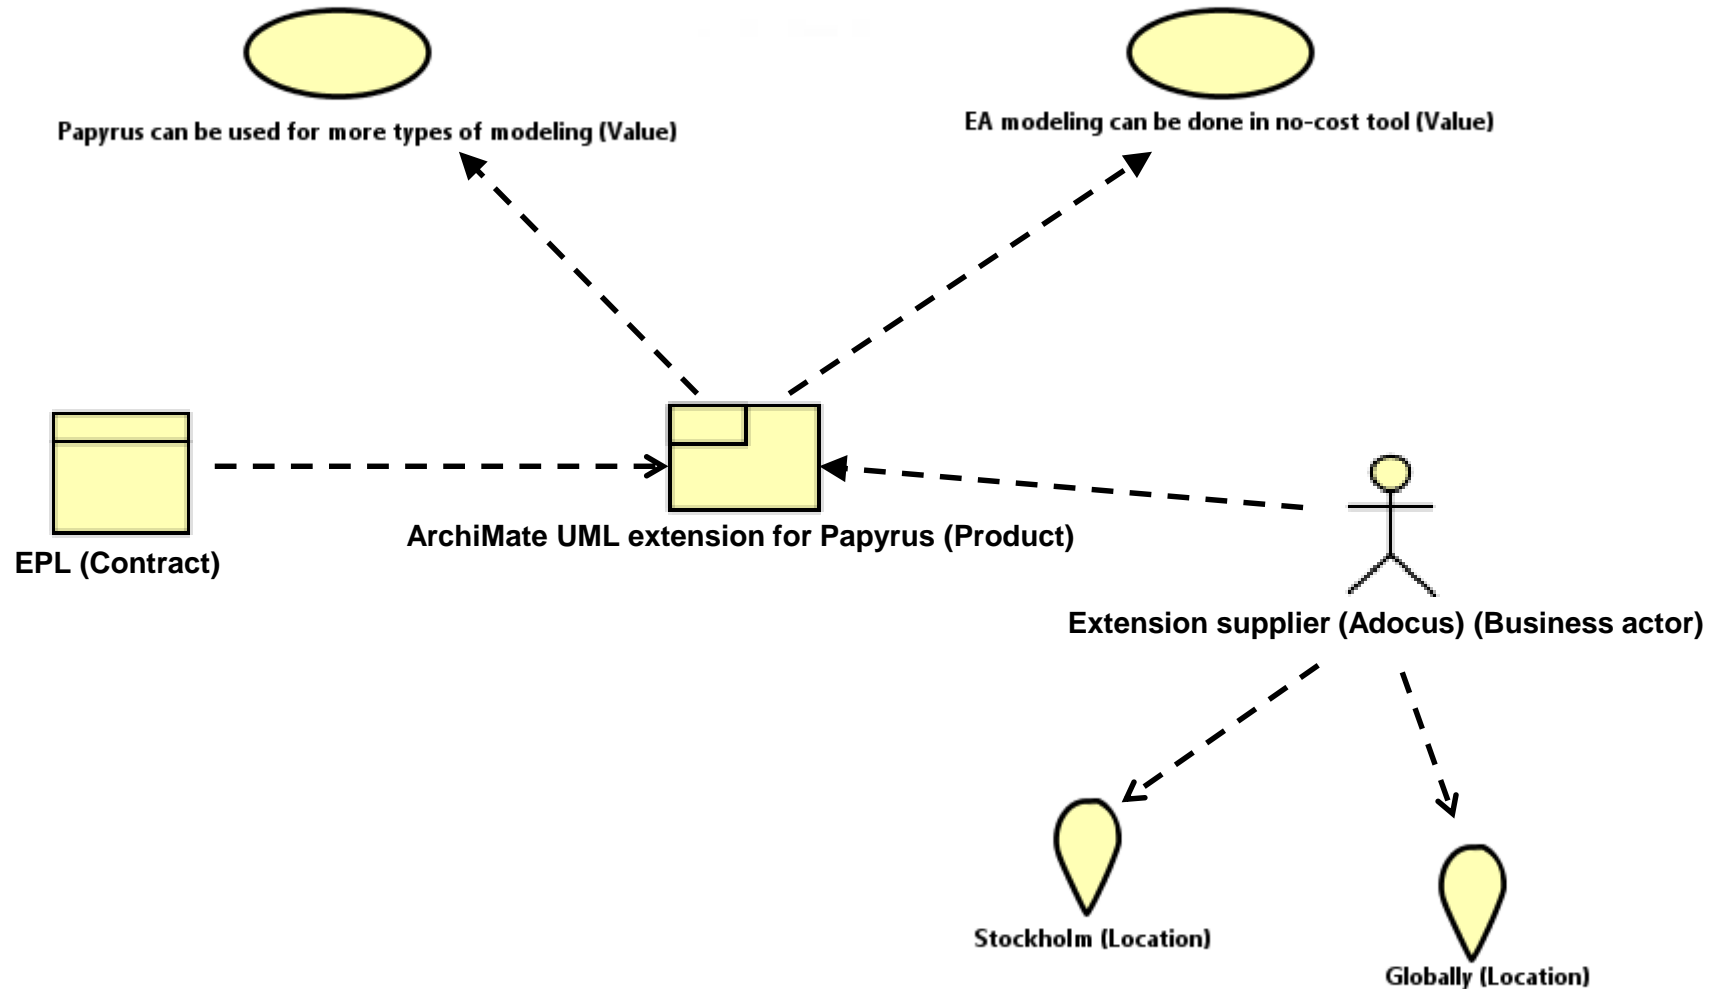 Papyrus can be used for more types of modeling (Value)
EA modeling can be done in no-cost tool (Value)
ArchiMate UML extension for Papyrus (Product)
EPL (Contract)
Extension supplier (Adocus) (Business actor)
Stockholm (Location)
Globally (Location)